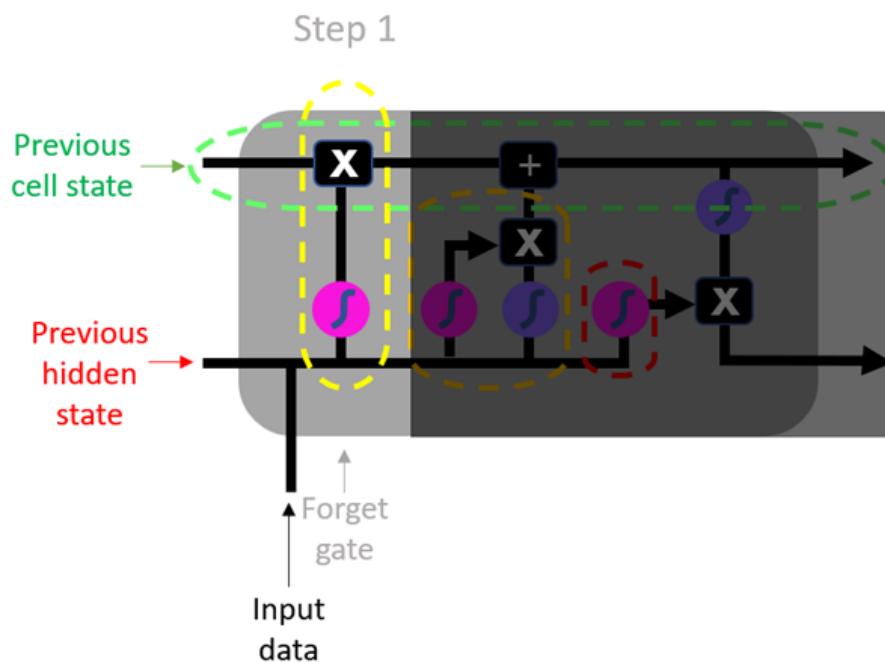 Step 1
Previous
cell state
X
+
X
X
Previous
hidden
state
Forget
gate
Input
data